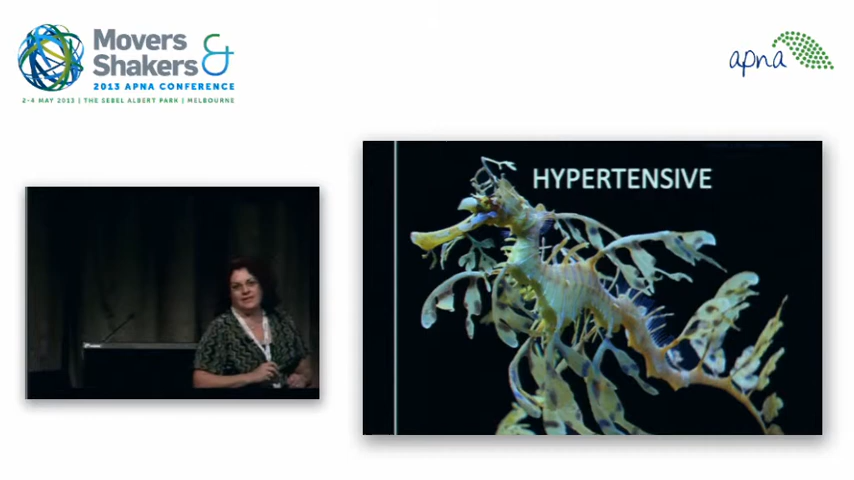 Movers &
Shakers
2013 APNA CONFERENCE
2-4 MAY 2013 | THE SEBEL ALBERT PARK | MELBOURNE
apna
HYPERTENSIVE